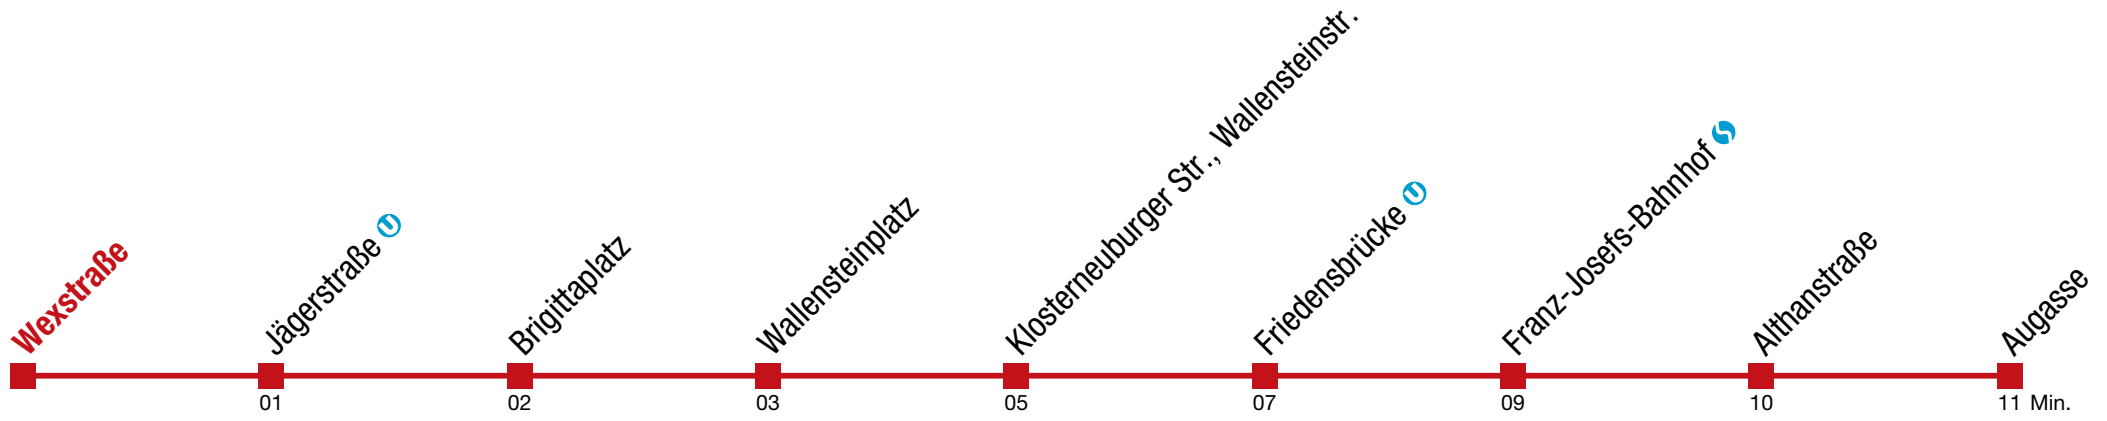 Wexstraße
Jägerstraße U
Brigittaplatz
Wallensteinplatz
Klosterneuburger Str., Wallensteinstr.
Friedensbrücke U
Franz-Josefs-Bahnhof S
Althanstraße
Augasse
01 02 03 05 07 09 10 11 Min.